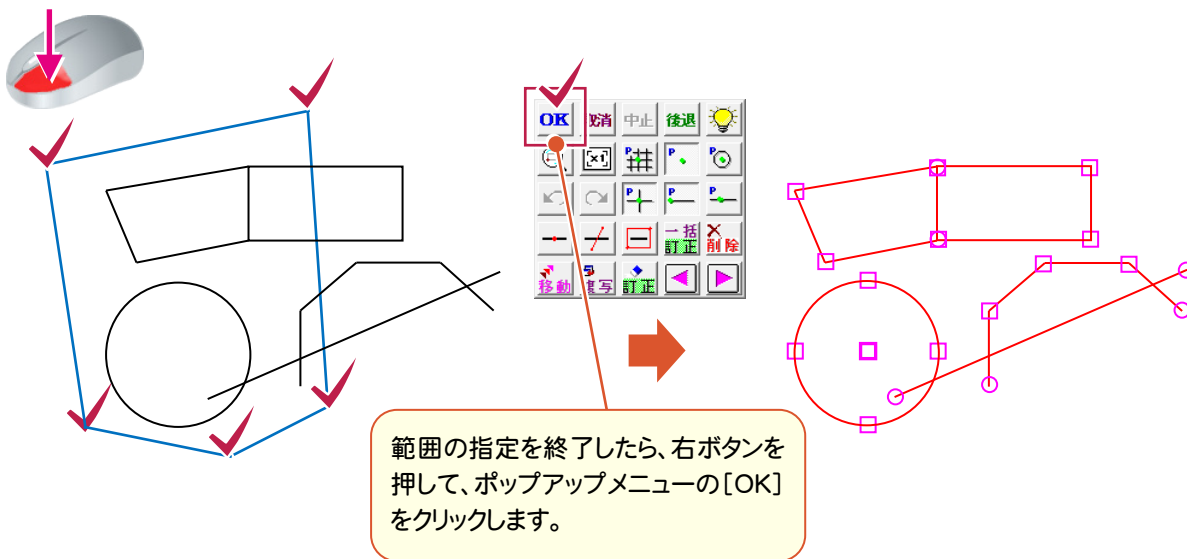 OK 取消 中止 後退
[×1] P P P
P P P
一括訂正 削除
移動 複写 訂正
範囲の指定を終了したら、右ボタンを
押して、ポップアップメニューの[OK]
をクリックします。